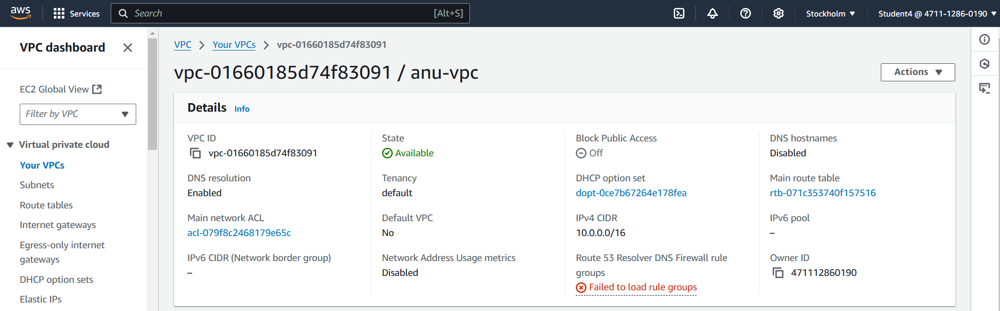 aws
Services
Search
[Alt+S]
Stockholm
Student4 @ 4711-1286-0190
VPC dashboard
EC2 Global View
Filter by VPC
Virtual private cloud
Your VPCs
Subnets
Route tables
Internet gateways
Egress-only internet
gateways
DHCP option sets
Elastic IPs
VPC
Your VPCs
vpc-01660185d74f83091
vpc-01660185d74f83091 / anu-vpc
Actions
Details
Info
VPC ID
vpc-01660185d74f83091
State
Available
Block Public Access
Off
DNS hostnames
Disabled
DNS resolution
Enabled
Tenancy
default
DHCP option set
dopt-0ce7b67264e178fea
Main route table
rtb-071c353740f157516
Main network ACL
acl-079f8c2468179e65c
Default VPC
No
IPv4 CIDR
10.0.0.0/16
IPv6 pool
–
IPv6 CIDR (Network border group)
–
Network Address Usage metrics
Disabled
Route 53 Resolver DNS Firewall rule
groups
Failed to load rule groups
Owner ID
471112860190